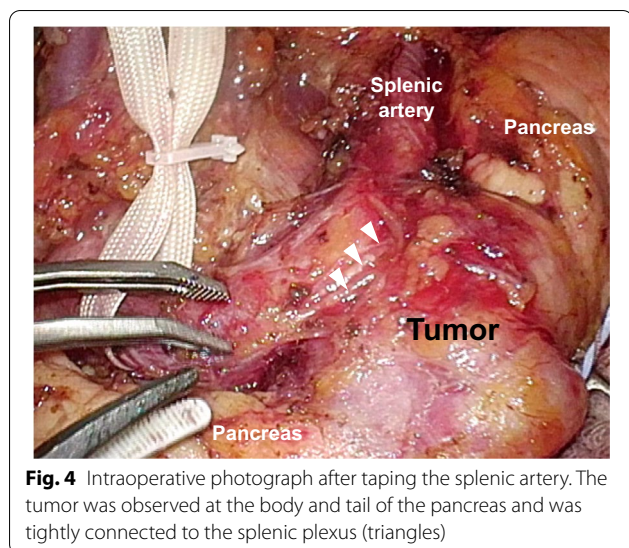 Splenic
artery
Pancreas
Tumor
Pancreas
Fig. 4 Intraoperative photograph after taping the splenic artery. The
tumor was observed at the body and tail of the pancreas and was
tightly connected to the splenic plexus (triangles)